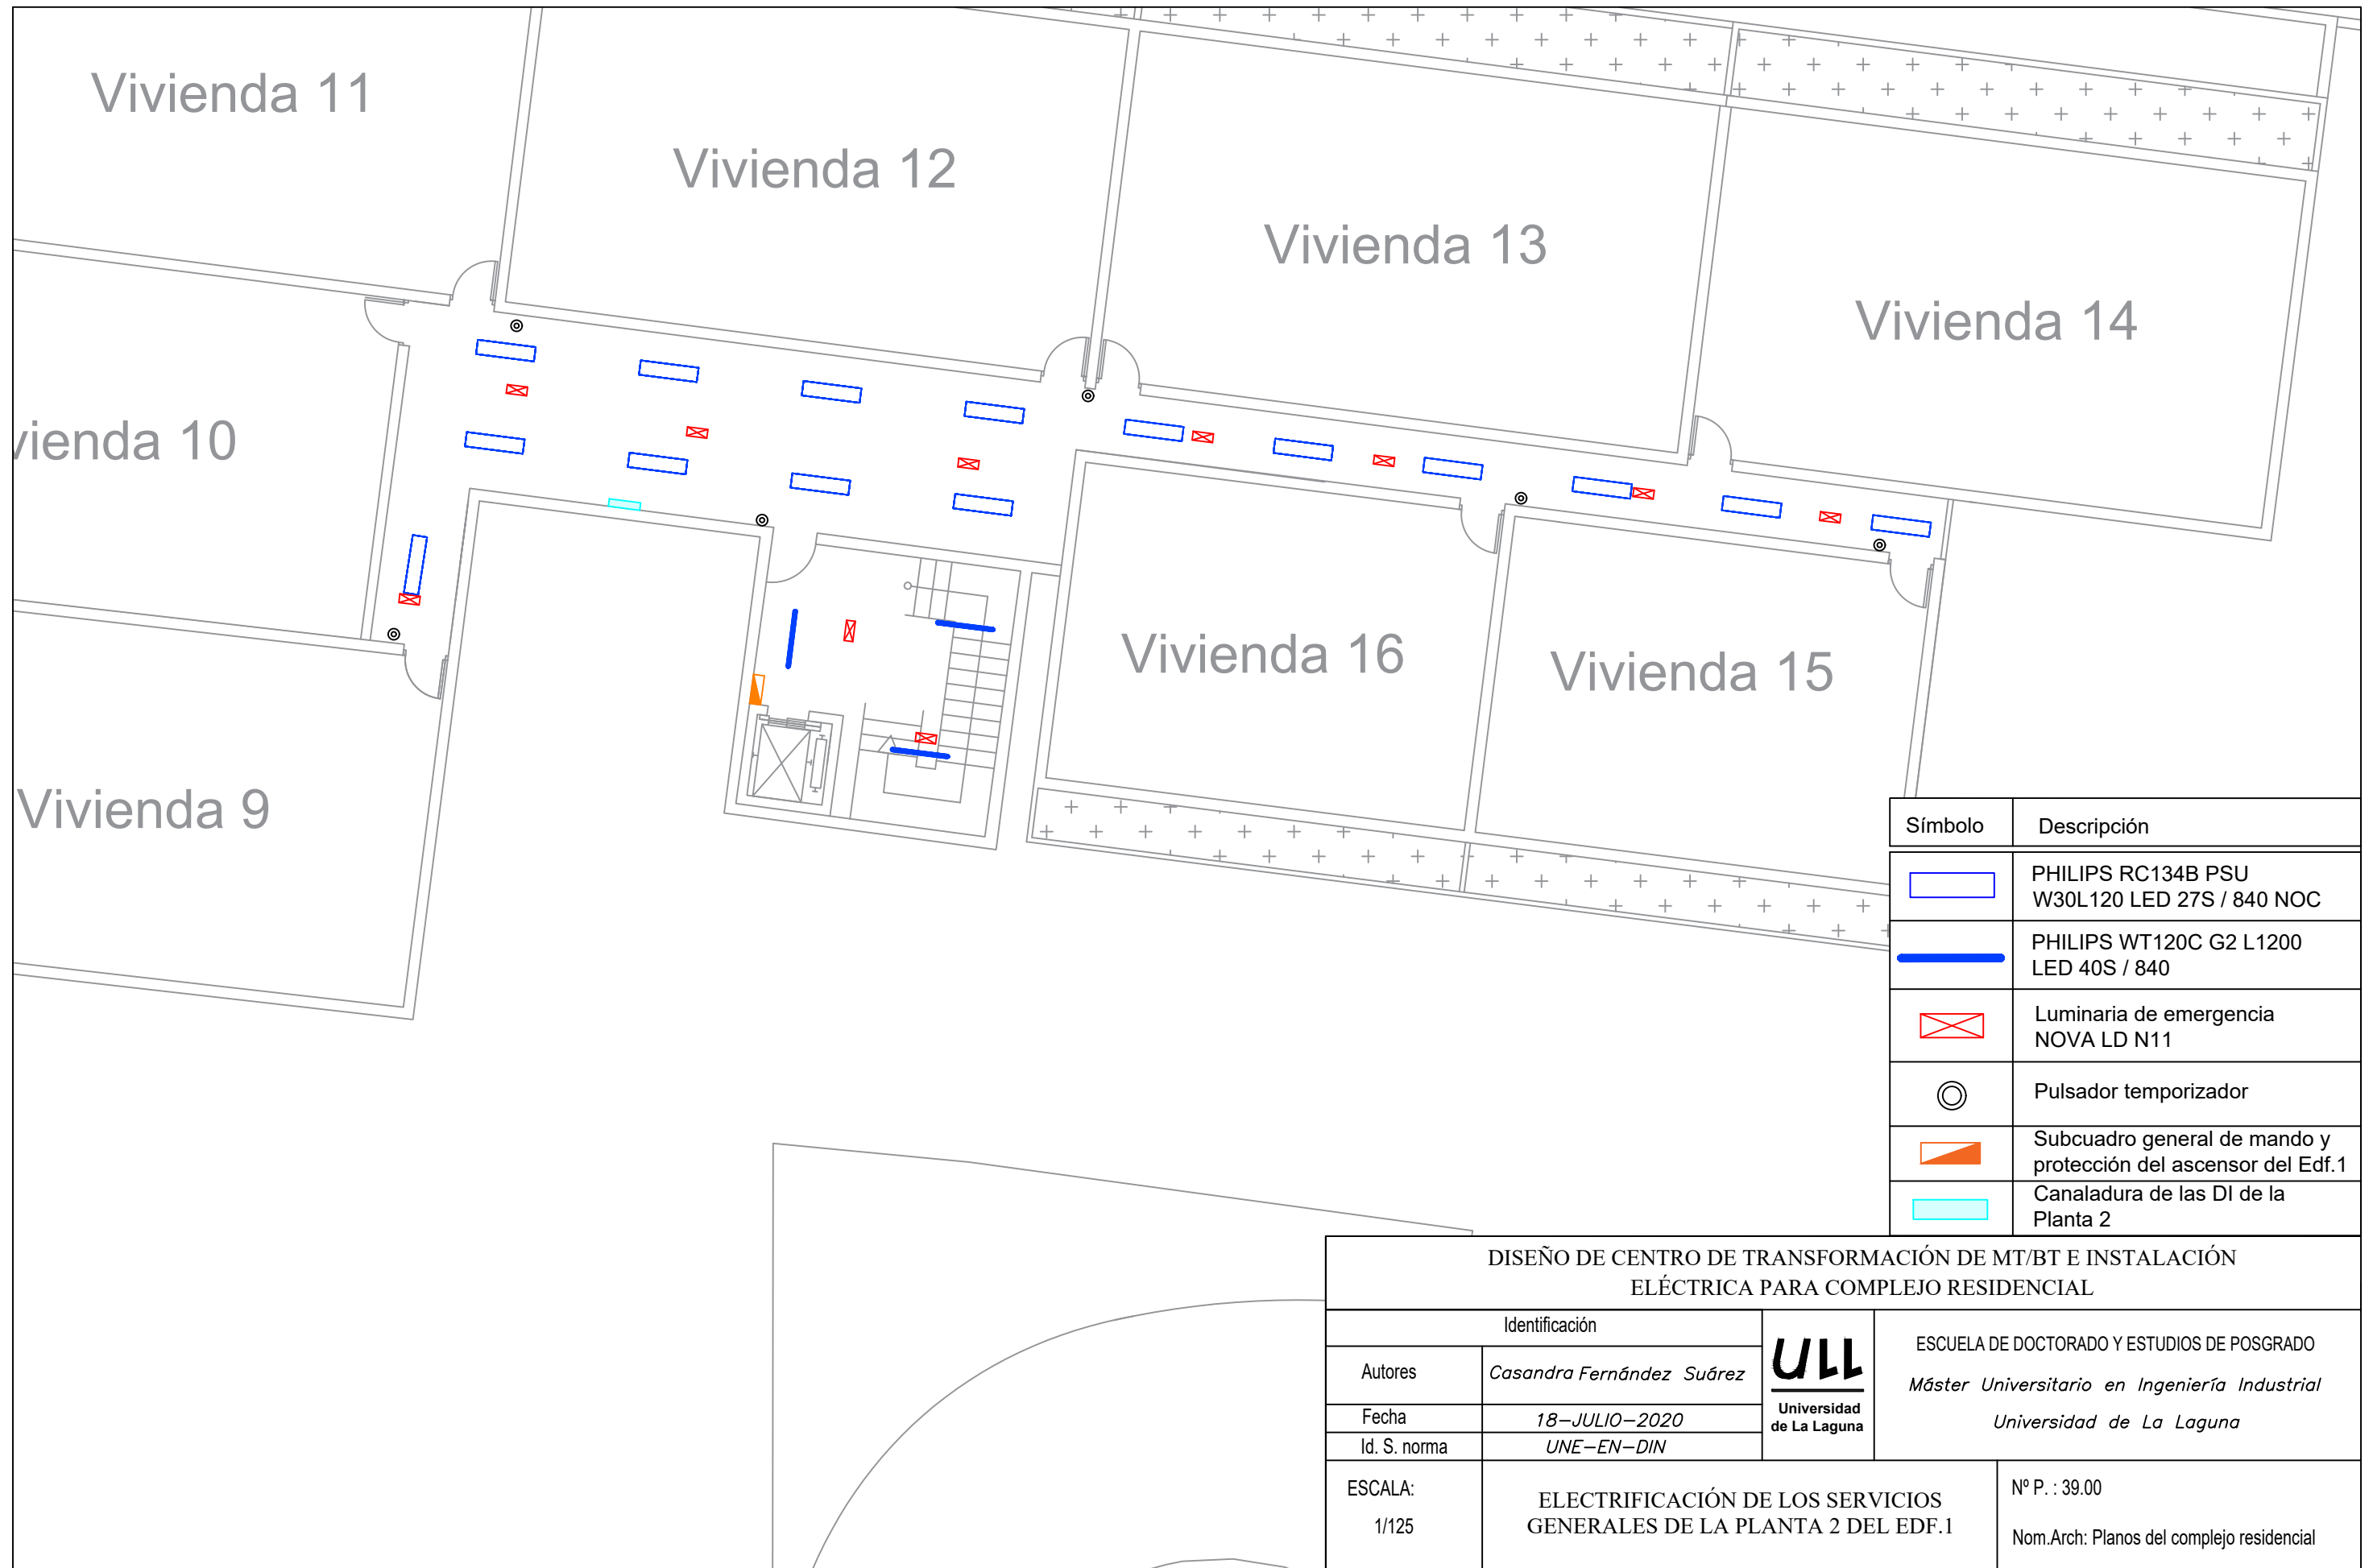 Vivienda 11
Vivienda 12
Vivienda 13
Vivienda 14
vienda 10
Vivienda 16
Vivienda 15
Vivienda 9
Símbolo Descripción
PHILIPS RC134B PSU
W30L120 LED 27S / 840 NOC
PHILIPS WT120C G2 L1200
LED 40S / 840
Luminaria de emergencia
NOVA LD N11
Pulsador temporizador
Subcuadro general de mando y
protección del ascensor del Edf.1
Canaladura de las DI de la
Planta 2
DISEÑO DE CENTRO DE TRANSFORMACIÓN DE MT/BT E INSTALACIÓN
ELÉCTRICA PARA COMPLEJO RESIDENCIAL
Identificación
Autores Casandra Fernández Suárez
Fecha 18-JULIO-2020
Id. S. norma UNE-EN-DIN
ULL
Universidad
de La Laguna
ESCUELA DE DOCTORADO Y ESTUDIOS DE POSGRADO
Máster Universitario en Ingeniería Industrial
Universidad de La Laguna
ESCALA:
1/125
ELECTRIFICACIÓN DE LOS SERVICIOS
GENERALES DE LA PLANTA 2 DEL EDF.1
Nº P. : 39.00
Nom.Arch: Planos del complejo residencial